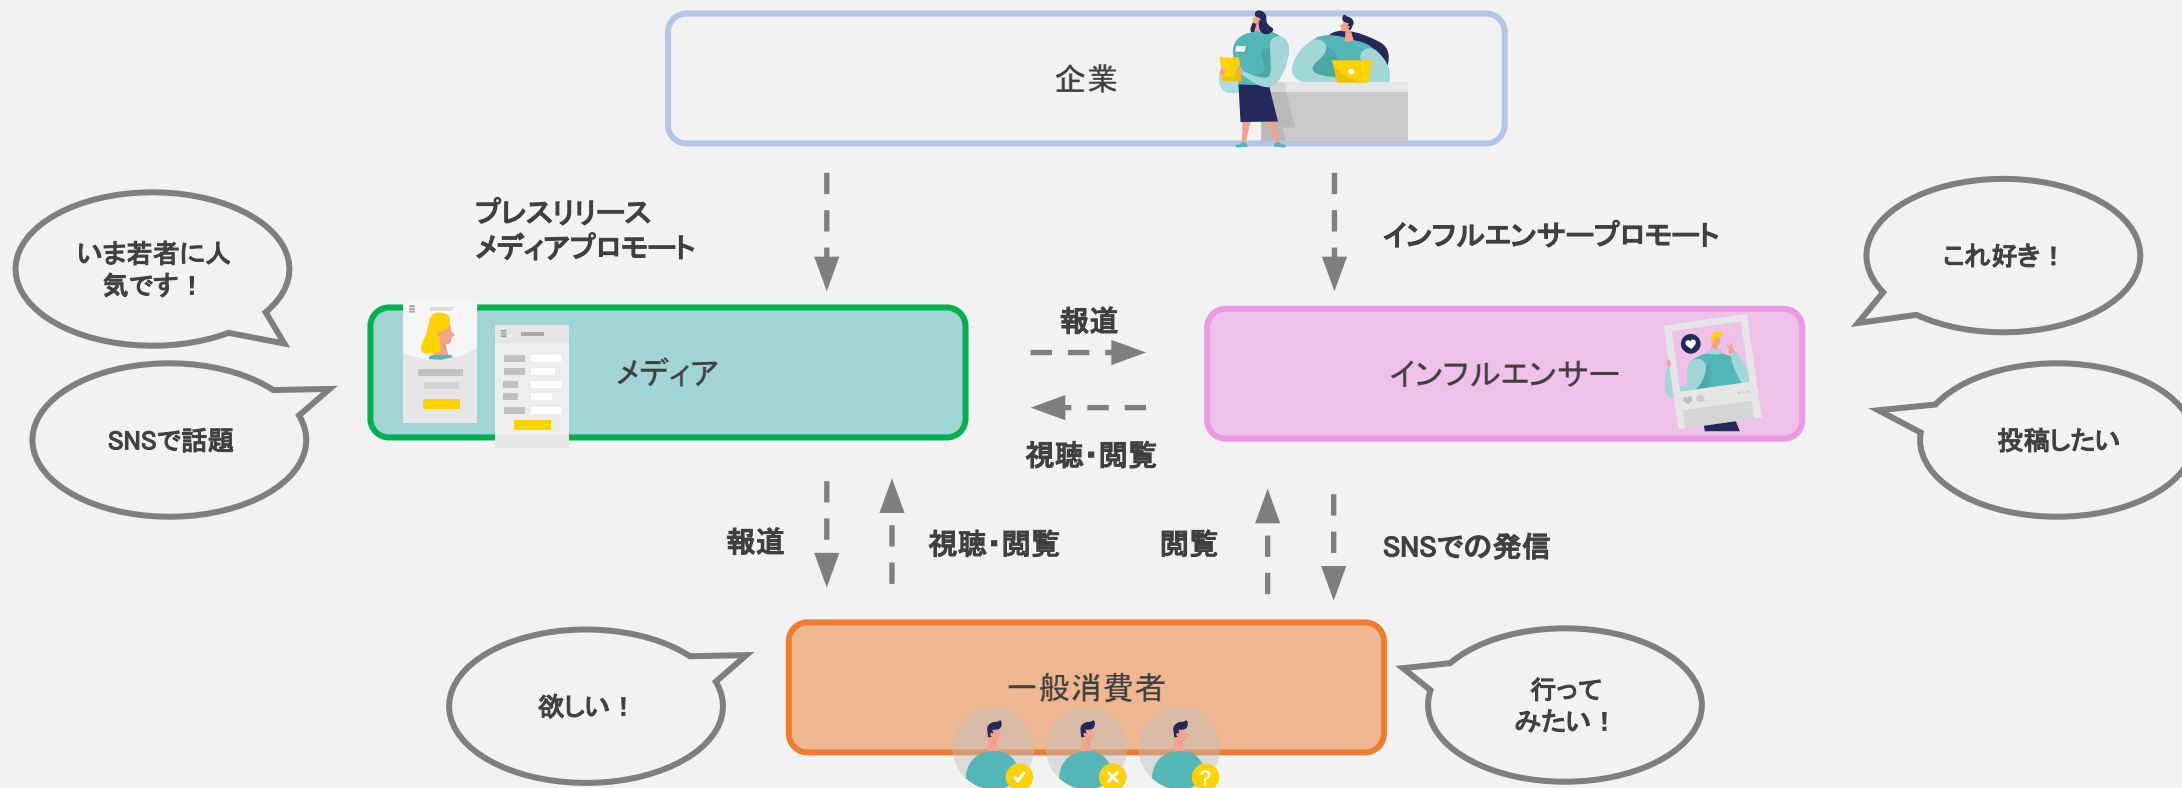 企業
プレスリリース
メディアプロモート
インフルエンサープロモート
いま若者に人
気です！
これ好き！
メディア
報道
インフルエンサー
視聴・閲覧
SNSで話題
投稿したい
報道
視聴・閲覧
閲覧
SNSでの発信
一般消費者
欲しい！
行って
みたい！